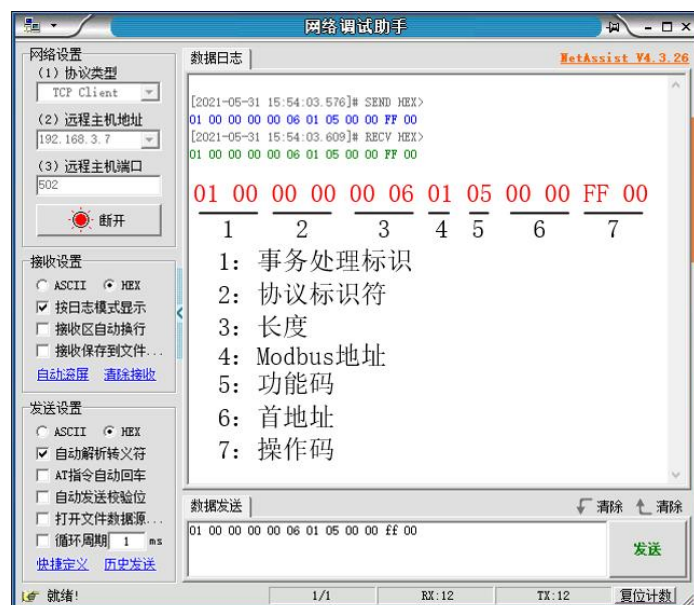 网络调试助手
网络设置
(1) 协议类型
TCP Client
(2) 远程主机地址
192.168.3.7
(3) 远程主机端口
502
断开
接收设置
ASCII HEX
按日志模式显示
接收区自动换行
接收保存到文件...
自动滚屏 清除接收
发送设置
ASCII HEX
自动解析转义符
AT指令自动回车
自动发送校验位
打开文件数据源...
循环周期 1 ms
快捷定义 历史发送
数据日志
NetAssist V4.3.26
[2021-05-31 15:54:03.576]# SEND HEX>
01 00 00 00 00 06 01 05 00 00 FF 00
[2021-05-31 15:54:03.609]# RECV HEX>
01 00 00 00 00 06 01 05 00 00 FF 00
01 00 00 00 00 06 01 05 00 00 FF 00
1 2 3 4 5 6 7
1: 事务处理标识
2: 协议标识符
3: 长度
4: Modbus地址
5: 功能码
6: 首地址
7: 操作码
数据发送 清除 清除
01 00 00 00 00 06 01 05 00 00 ff 00
发送
就绪! 1/1 RX:12 TX:12 复位计数